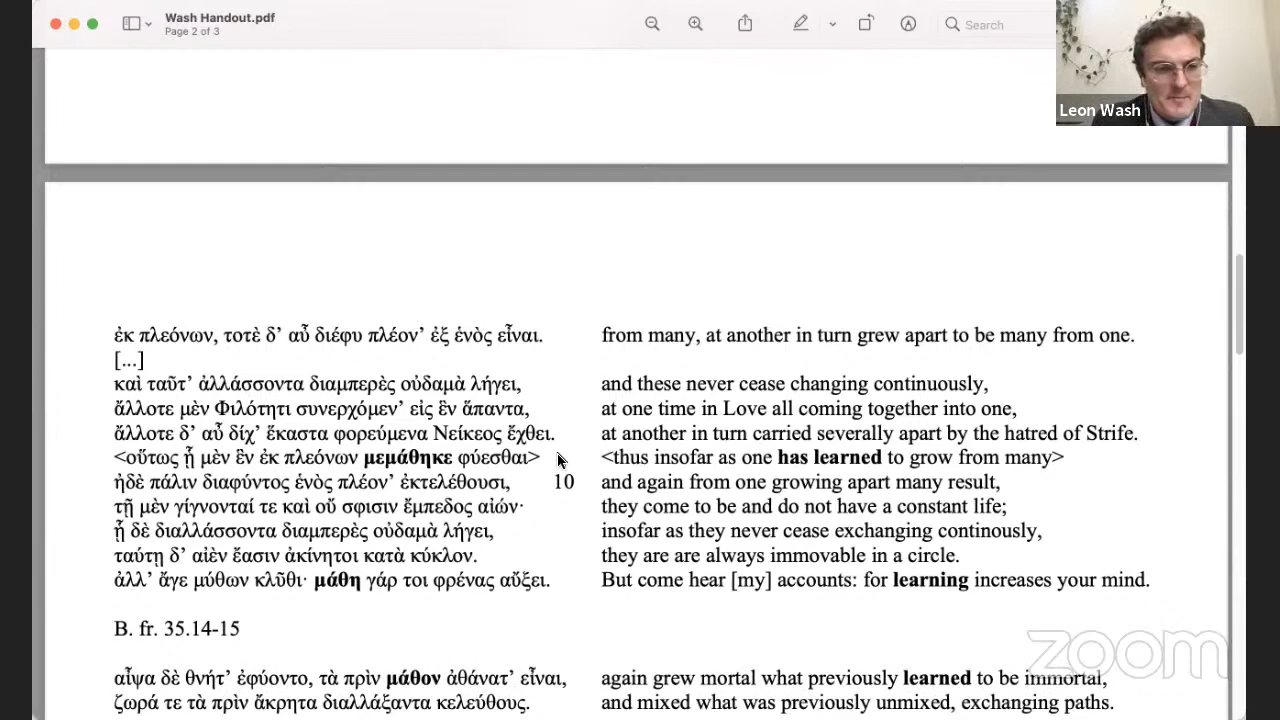 Wash Handout.pdf
Page 2 of 3
Search
Leon Wash
ἐκ πλεόνων, τοτὲ δ’ αὖ διέφυ πλέον’ ἐξ ἑνὸς εἶναι. from many, at another in turn grew apart to be many from one.
[...]
καὶ ταῦτ’ ἀλλάσσοντα διαμπερὲς οὐδαμὰ λήγει, and these never cease changing continuously,
ἄλλοτε μὲν Φιλότητι συνερχόμεν’ εἰς ἓν ἅπαντα, at one time in Love all coming together into one,
ἄλλοτε δ’ αὖ δίχ’ ἕκαστα φορεύμενα Νείκεος ἔχθει. at another in turn carried severally apart by the hatred of Strife.
<οὕτως ᾗ μὲν ἓν ἐκ πλεόνων μεμάθηκε φύεσθαι> <thus insofar as one has learned to grow from many>
ἠδὲ πάλιν διαφύντος ἑνὸς πλέον’ ἐκτελέθουσι, 10 and again from one growing apart many result,
τῇ μὲν γίγνονταί τε καὶ οὔ σφισιν ἔμπεδος αἰών· they come to be and do not have a constant life;
ᾗ δὲ διαλλάσσοντα διαμπερὲς οὐδαμὰ λήγει, insofar as they never cease exchanging continously,
ταύτῃ δ’ αἰὲν ἔασιν ἀκίνητοι κατὰ κύκλον. they are are always immovable in a circle.
ἀλλ’ ἄγε μύθων κλῦθι· μάθη γάρ τοι φρένας αὔξει. But come hear [my] accounts: for learning increases your mind.
B. fr. 35.14-15
αἶψα δὲ θνήτ’ ἐφύοντο, τὰ πρὶν μάθον ἀθάνατ’ εἶναι, again grew mortal what previously learned to be immortal,
ζωρά τε τὰ πρὶν ἄκρητα διαλλάξαντα κελεύθους. and mixed what was previously unmixed, exchanging paths.
zoom